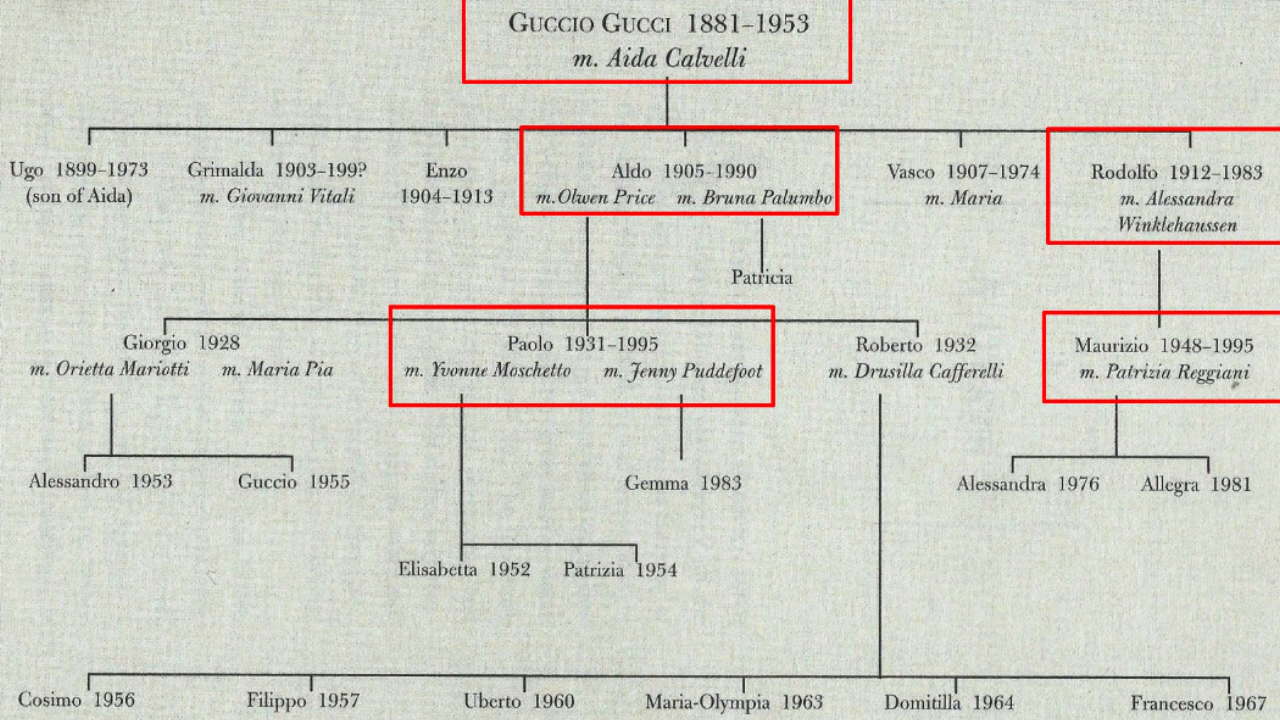 GUCCIO GUCCI 1881–1953
m. Aida Calvelli
Ugo 1899–1973
(son of Aida)
Grimalda 1903–199?
m. Giovanni Vitali
Enzo
1904–1913
Aldo 1905–1990
m.Olwen Price m. Bruna Palumbo
Vasco 1907–1974
m. Maria
Rodolfo 1912–1983
m. Alessandra
Winklehaussen
Patricia
Giorgio 1928
m. Orietta Mariotti m. Maria Pia
Paolo 1931–1995
m. Yvonne Moschetto m. Jenny Puddefoot
Roberto 1932
m. Drusilla Cafferelli
Maurizio 1948–1995
m. Patrizia Reggiani
Alessandro 1953
Guccio 1955
Gemma 1983
Alessandra 1976
Allegra 1981
Elisabetta 1952
Patrizia 1954
Cosimo 1956
Filippo 1957
Uberto 1960
Maria-Olympia 1963
Domitilla 1964
Francesco 1967